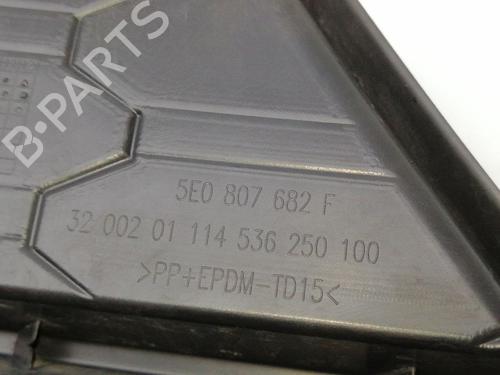 B-PARTS
5E0 807 682 F
32 002 01 114 536 250 100
>PP+EPDM-TD15<